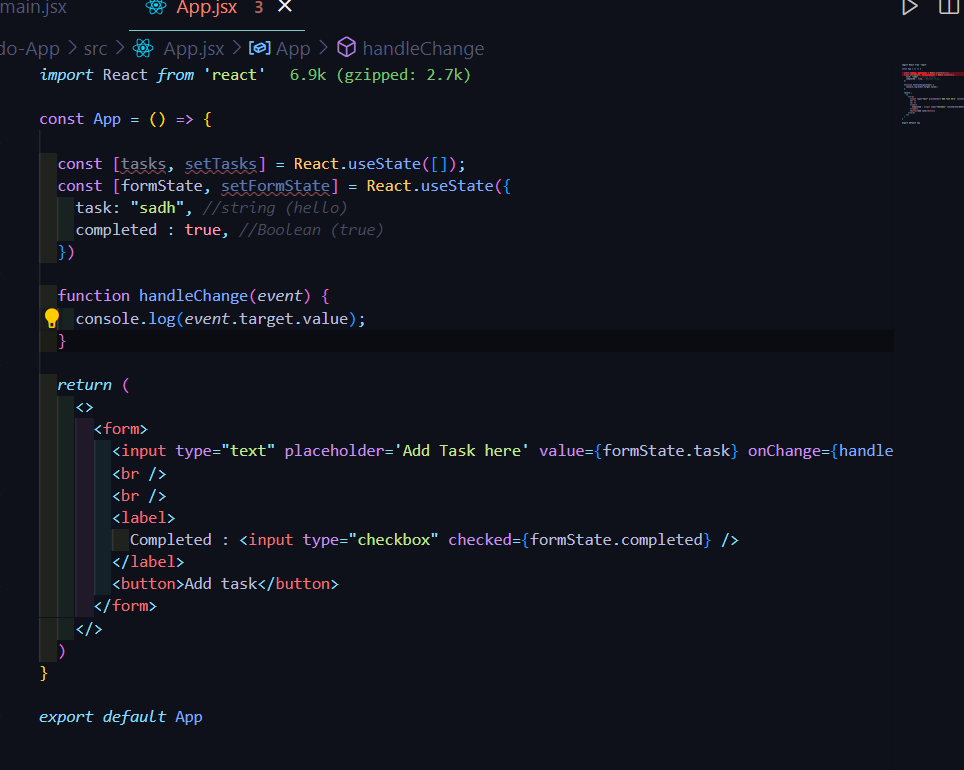 main.jsx App.jsx 3
do-App > src > App.jsx > App > handleChange
import React from 'react' 6.9k (gzipped: 2.7k)
const App = () => {
const [tasks, setTasks] = React.useState([]);
const [formState, setFormState] = React.useState({
task: "sadh", //string (hello)
completed : true, //Boolean (true)
})
function handleChange(event) {
console.log(event.target.value);
}
return (
<>
<form>
<input type="text" placeholder='Add Task here' value={formState.task} onChange={handle
<br />
<br />
<label>
Completed : <input type="checkbox" checked={formState.completed} />
</label>
<button>Add task</button>
</form>
</>
)
}
export default App